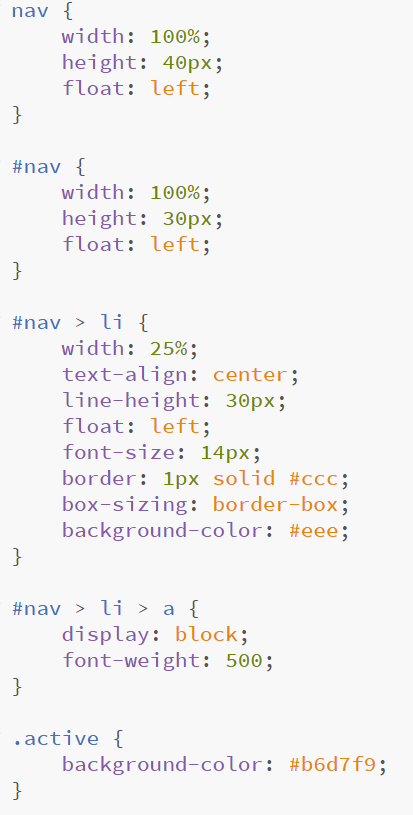 nav {
    width: 100%;
    height: 40px;
    float: left;
}

#nav {
    width: 100%;
    height: 30px;
    float: left;
}

#nav > li {
    width: 25%;
    text-align: center;
    line-height: 30px;
    float: left;
    font-size: 14px;
    border: 1px solid #ccc;
    box-sizing: border-box;
    background-color: #eee;
}

#nav > li > a {
    display: block;
    font-weight: 500;
}

.active {
    background-color: #b6d7f9;
}